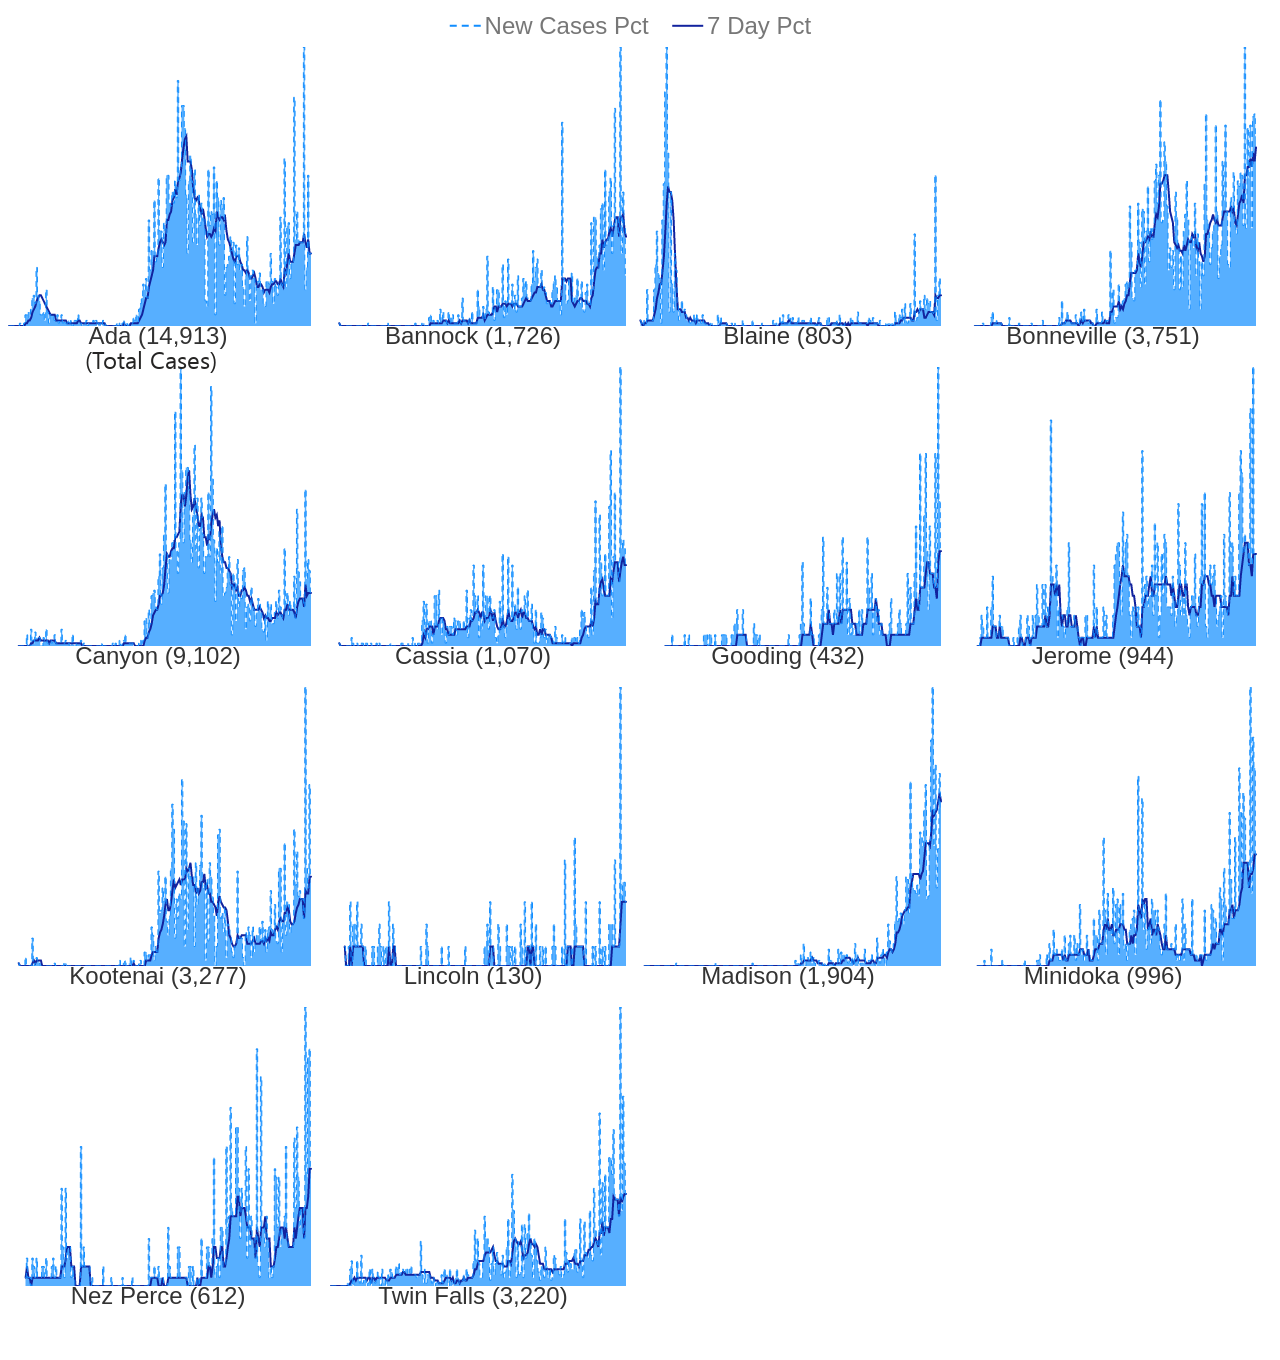 New Cases Pct 7 Day Pct
Ada (14,913)
(Total Cases)
Bannock (1,726)
Blaine (803)
Bonneville (3,751)
Canyon (9,102)
Cassia (1,070)
Gooding (432)
Jerome (944)
Kootenai (3,277)
Lincoln (130)
Madison (1,904)
Minidoka (996)
Nez Perce (612)
Twin Falls (3,220)